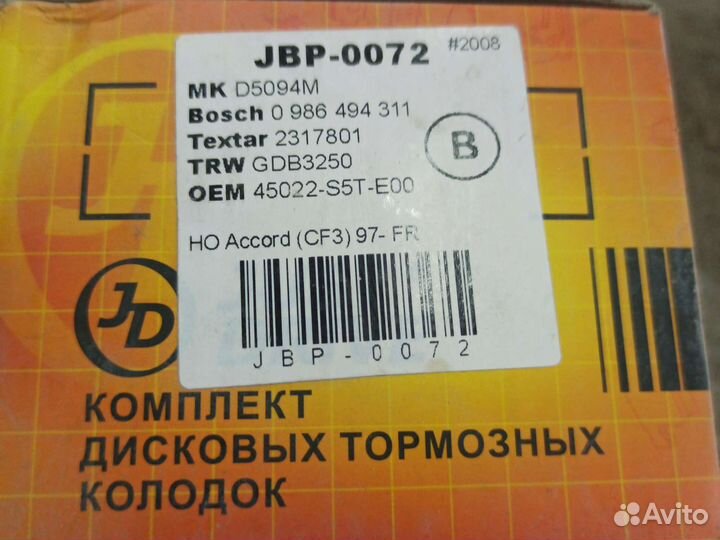 JBP-0072 #2008
MK D5094M
Bosch 0 986 494 311
Textar 2317801
TRW GDB3250
OEM 45022-S5T-E00
B
HO Accord (CF3) 97- FR
JBP-0072
JD
КОМПЛЕКТ
ДИСКОВЫХ ТОРМОЗНЫХ
КОЛОДОК
Avito